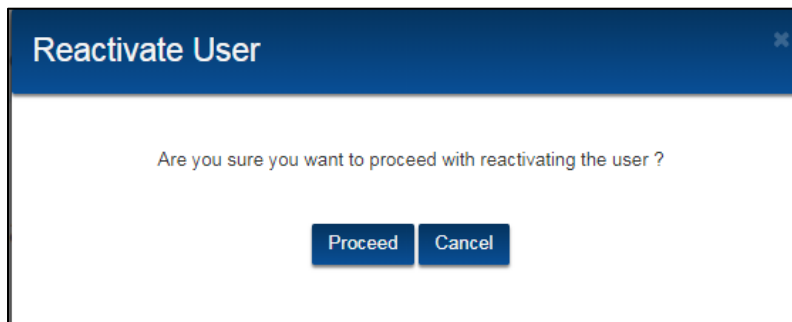 Reactivate User
Are you sure you want to proceed with reactivating the user ?
Proceed Cancel